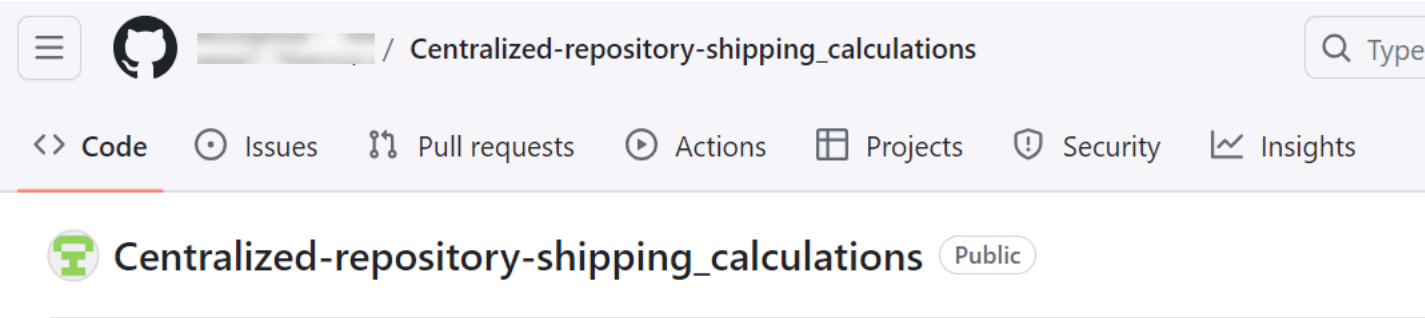 / Centralized-repository-shipping_calculations
Type
Code Issues Pull requests Actions Projects Security Insights
Centralized-repository-shipping_calculations Public